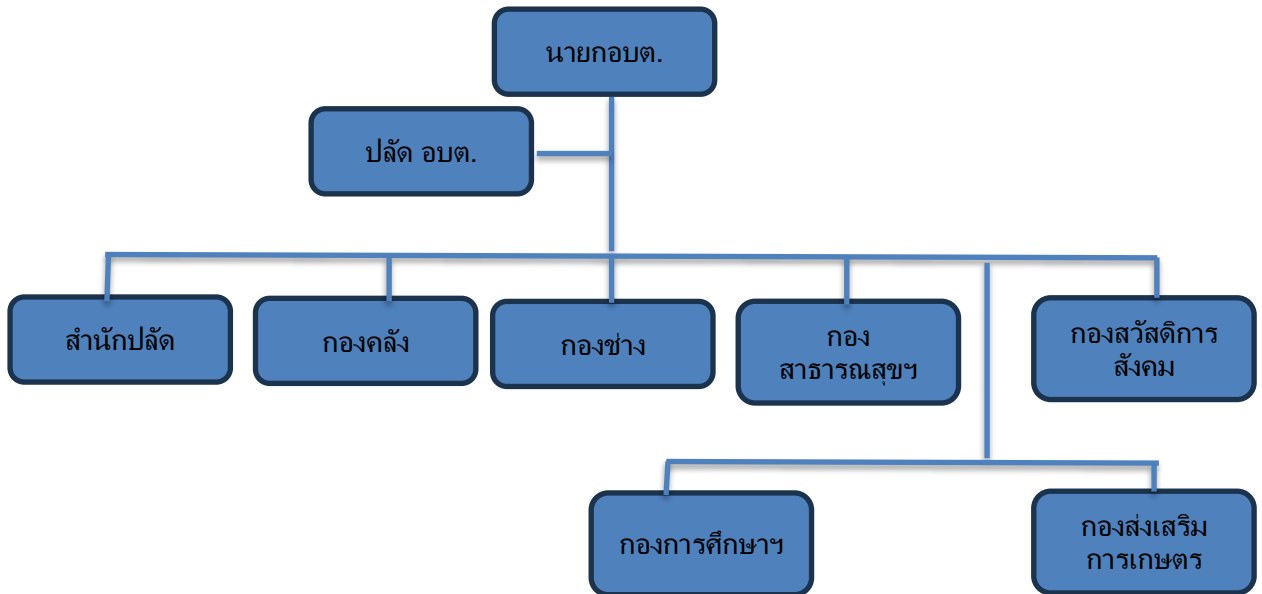 นายกอบต.
ปลัด อบต.
สำนักปลัด
กองคลัง
กองช่าง
กอง
สาธารณสุขฯ
กองสวัสดิการ
สังคม
กองการศึกษาฯ
กองส่งเสริม
การเกษตร